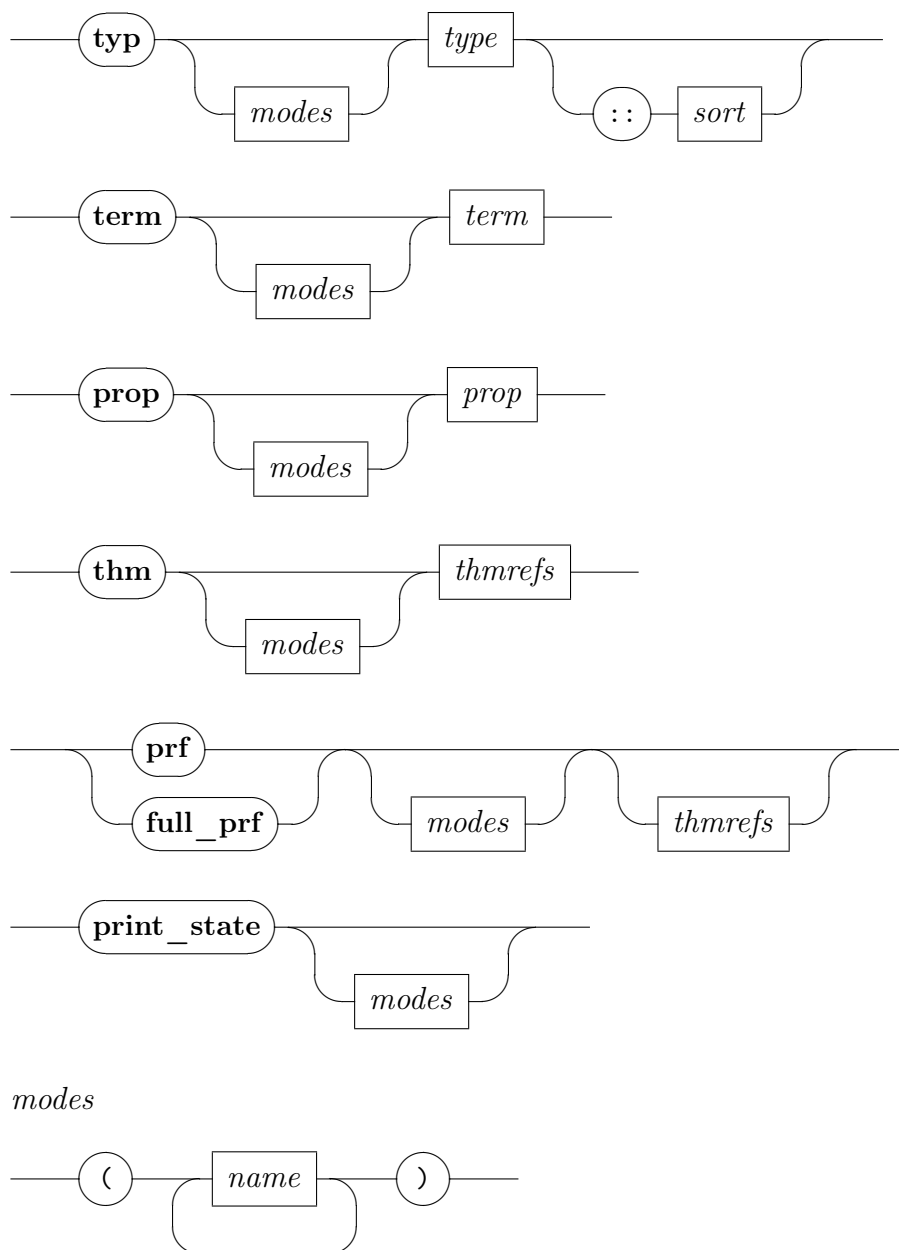 typ type
modes :: sort
term term
modes
prop prop
modes
thm thmrefs
modes
prf
full_prf modes thmrefs
print_state
modes
modes
( name )